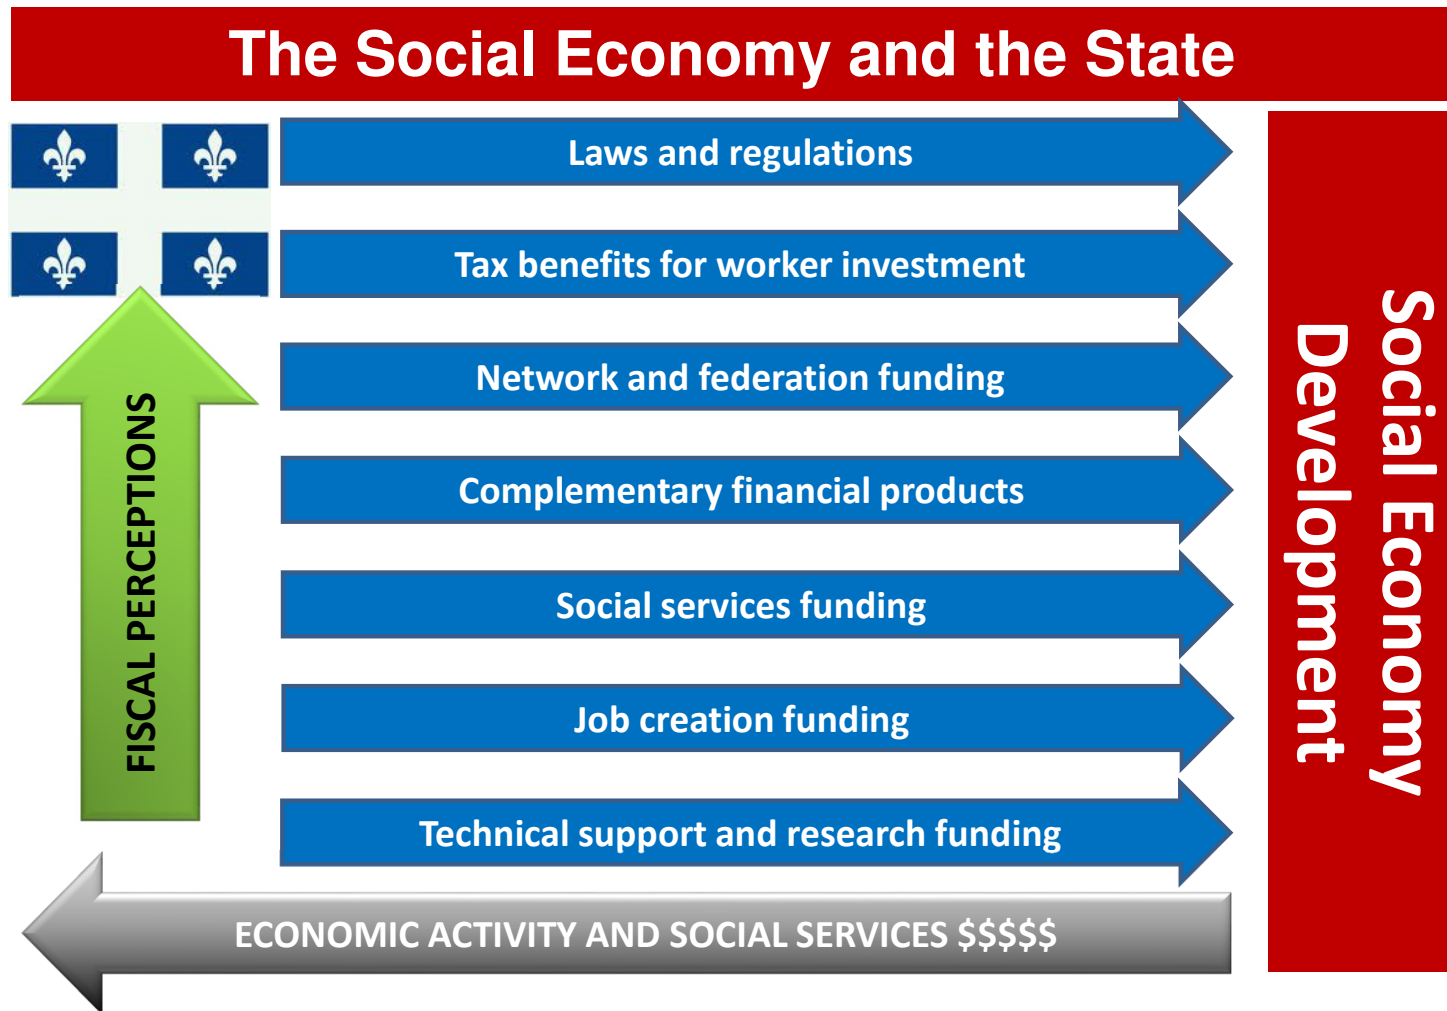 The Social Economy and the State
Laws and regulations
Tax benefits for worker investment
Network and federation funding
Complementary financial products
Social services funding
Job creation funding
Technical support and research funding
FISCAL PERCEPTIONS
ECONOMIC ACTIVITY AND SOCIAL SERVICES $$$$$
Social Economy
Development